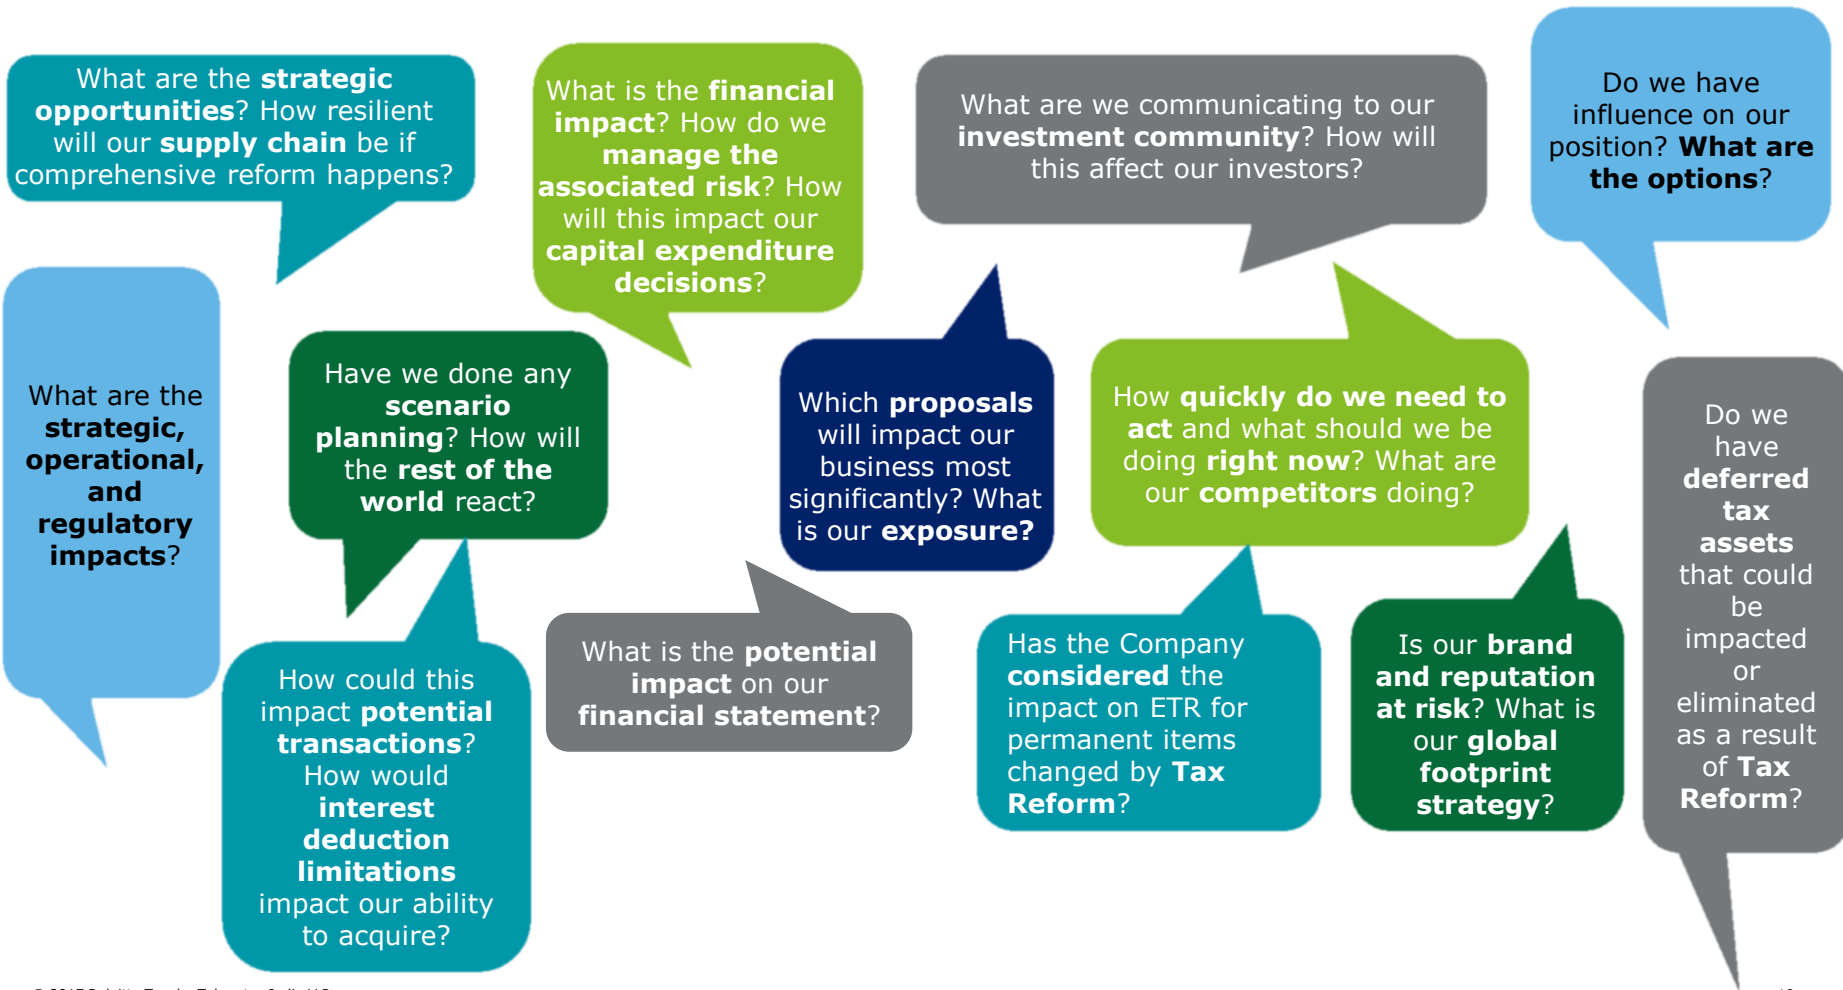 What are the strategic
opportunities? How resilient
will our supply chain be if
comprehensive reform happens?
What is the financial
impact? How do we
manage the
associated risk? How
will this impact our
capital expenditure
decisions?
What are we communicating to our
investment community? How will
this affect our investors?
Do we have
influence on our
position? What are
the options?
What are the
strategic,
operational,
and
regulatory
impacts?
Have we done any
scenario
planning? How will
the rest of the
world react?
Which proposals
will impact our
business most
significantly? What
is our exposure?
How quickly do we need to
act and what should we be
doing right now? What are
our competitors doing?
Do we
have
deferred
tax
assets
that could
be
impacted
or
eliminated
as a result
of Tax
Reform?
How could this
impact potential
transactions?
How would
interest
deduction
limitations
impact our ability
to acquire?
What is the potential
impact on our
financial statement?
Has the Company
considered the
impact on ETR for
permanent items
changed by Tax
Reform?
Is our brand
and reputation
at risk? What is
our global
footprint
strategy?